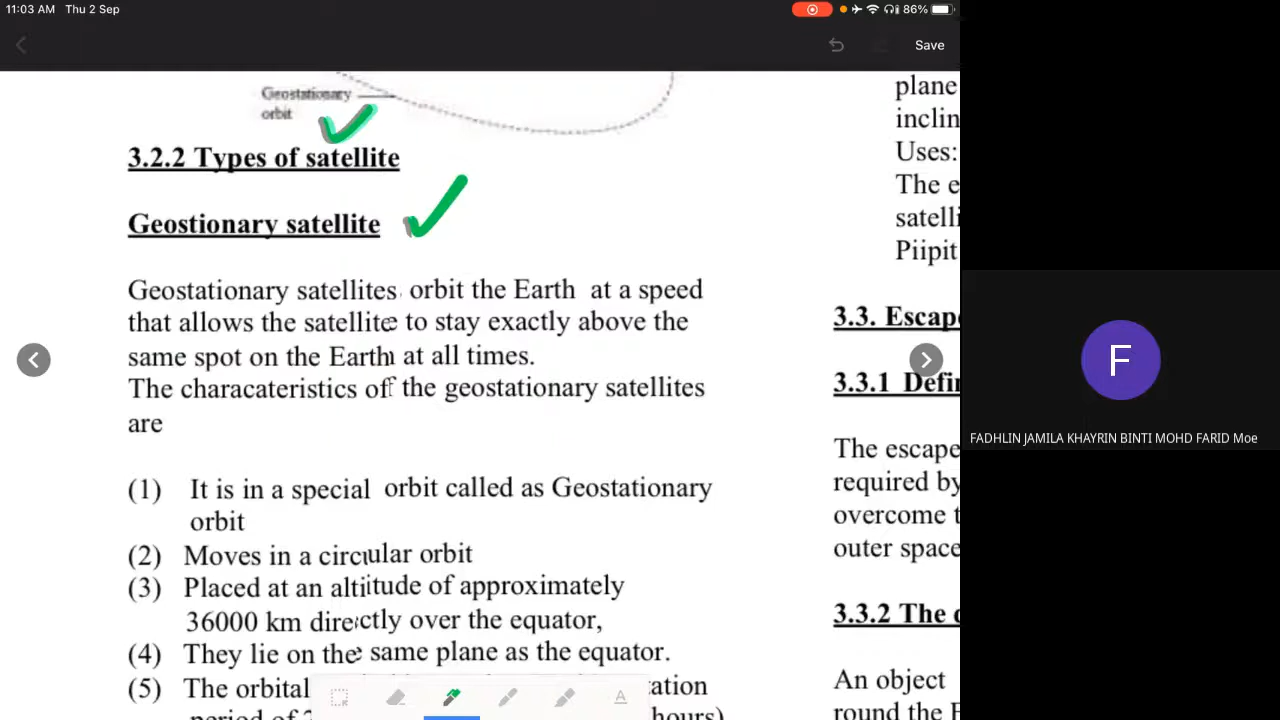 11:03 AM Thu 2 Sep
86%
Save
Geostationary
orbit
3.2.2 Types of satellite
Geostionary satellite
Geostationary satellites orbit the Earth at a speed
that allows the satellite to stay exactly above the
same spot on the Earth at all times.
The characateristics of the geostationary satellites
are
(1) It is in a special orbit called as Geostationary
orbit
(2) Moves in a circular orbit
(3) Placed at an altitude of approximately
36000 km directly over the equator,
(4) They lie on the same plane as the equator.
(5) The orbital
period of
hours)
plane
inclin
Uses:
The e
satelli
Piipit
3.3. Escap
3.3.1 Defin
The escape
required by
overcome t
outer space
3.3.2 The
An object
round the
A
F
FADHLIN JAMILA KHAYRIN BINTI MOHD FARID Moe